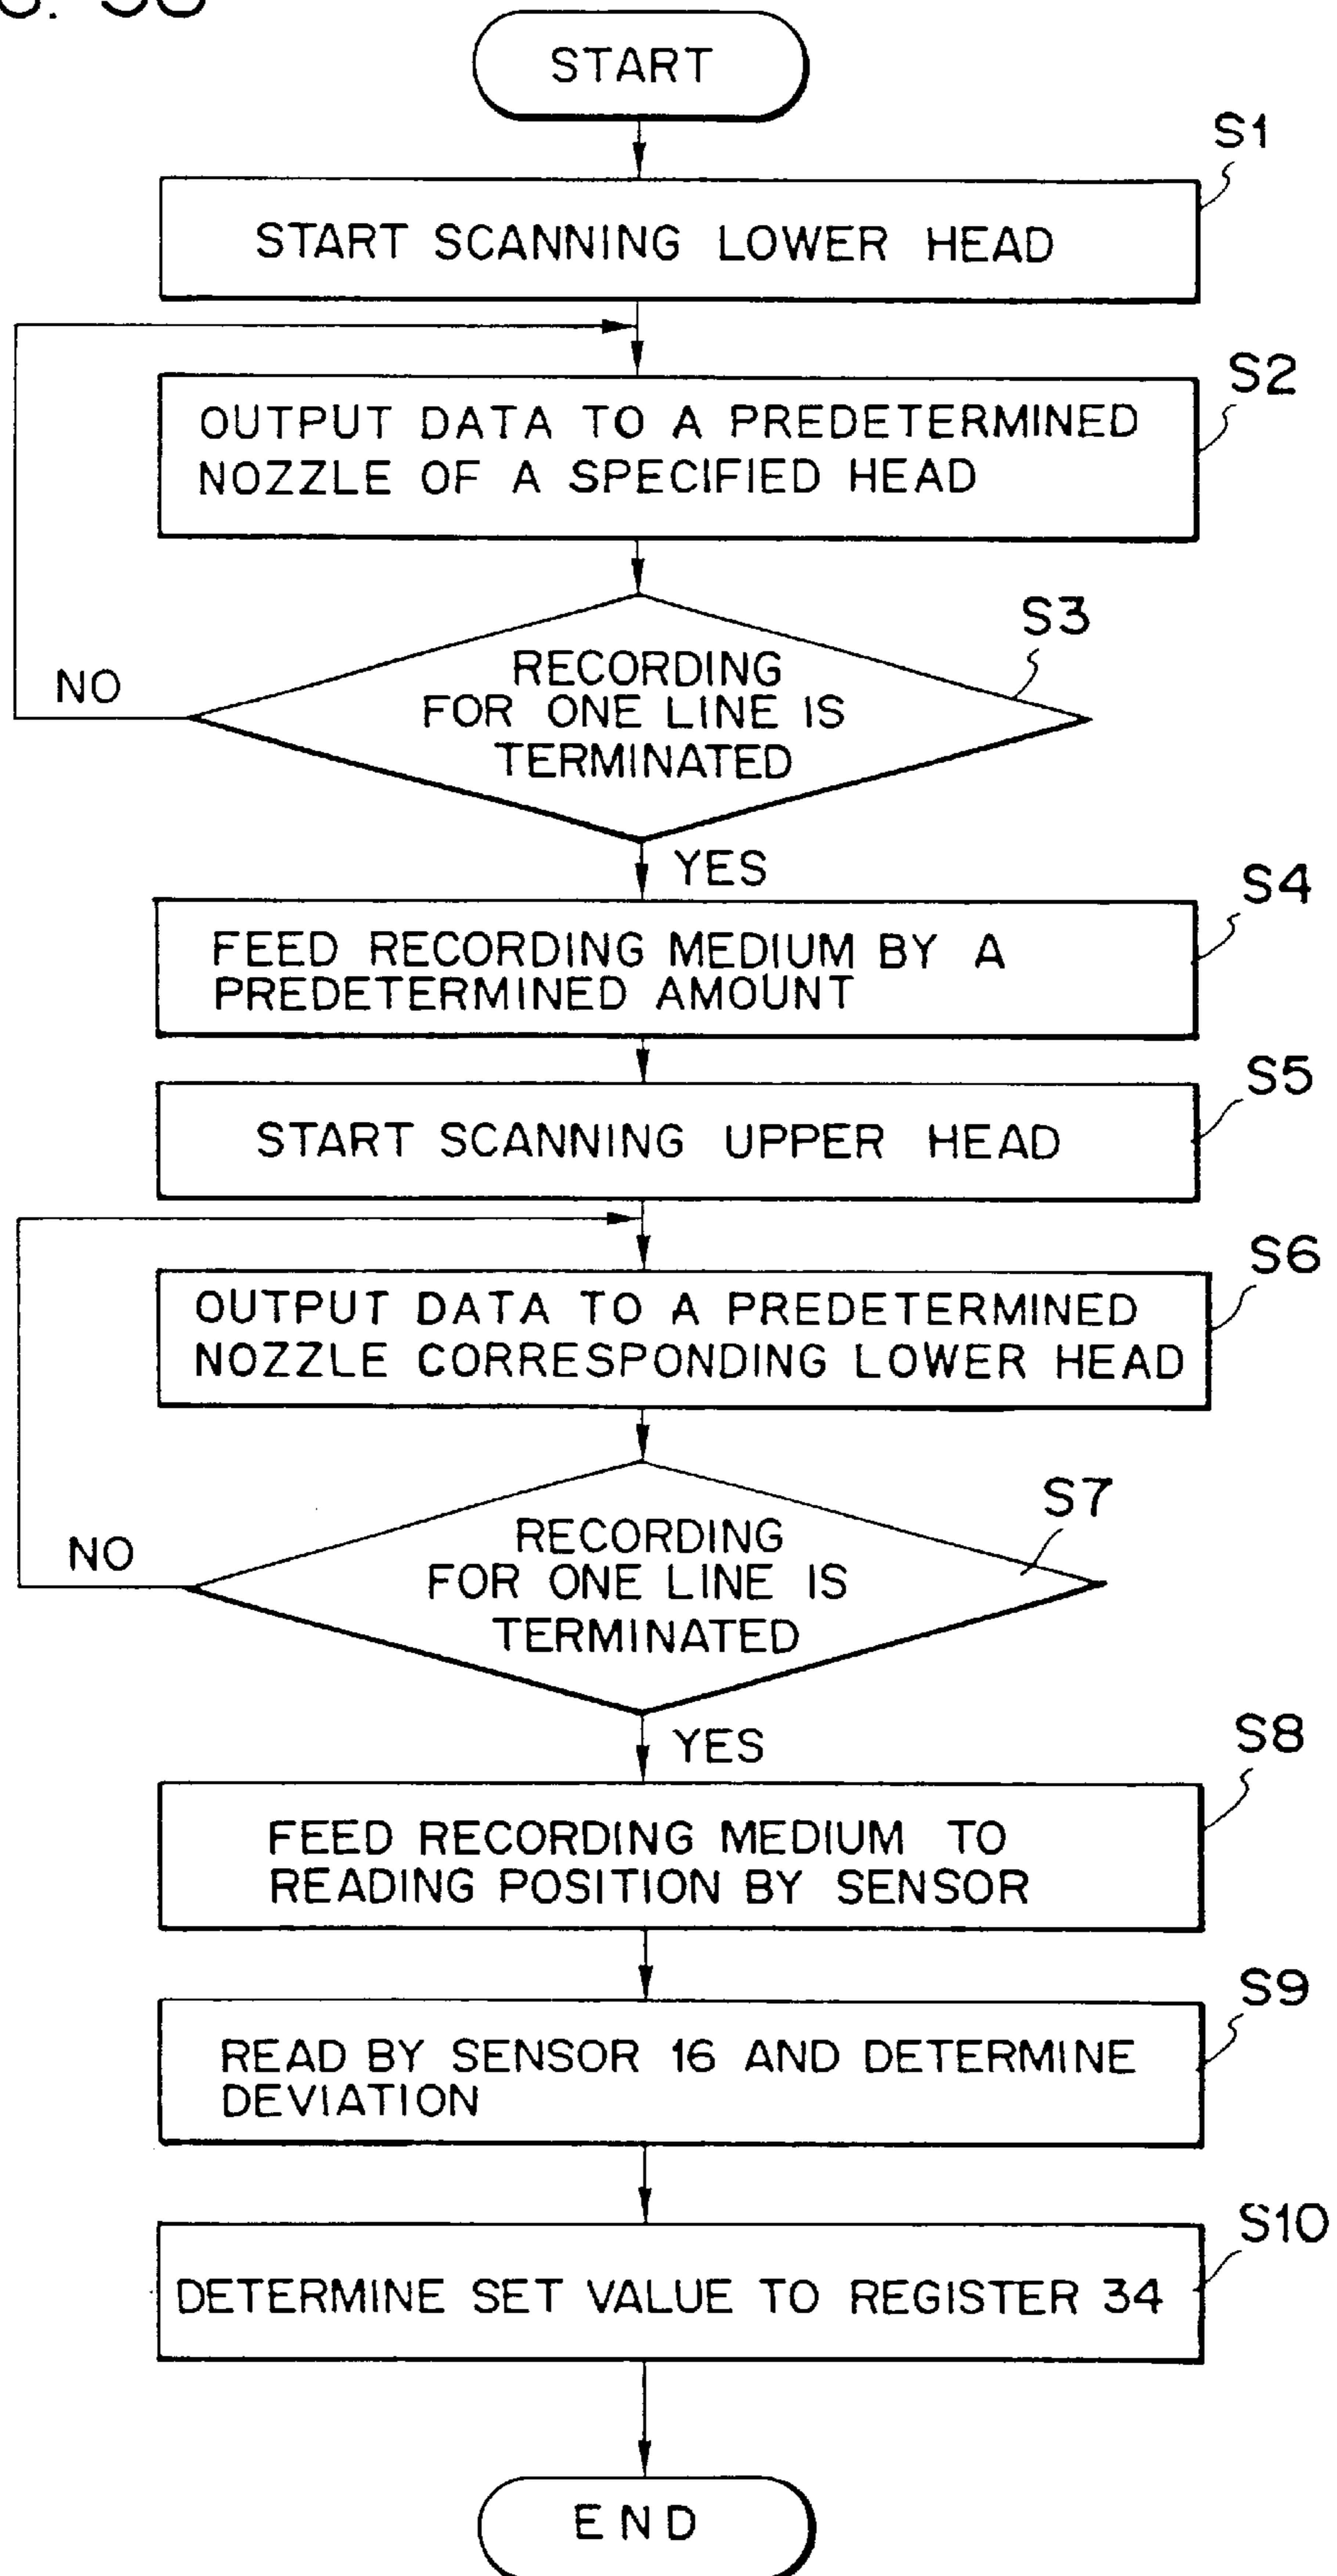 START
S1
START SCANNING LOWER HEAD
S2
OUTPUT DATA TO A PREDETERMINED
NOZZLE OF A SPECIFIED HEAD
S3
RECORDING
FOR ONE LINE IS
TERMINATED
NO
YES
S4
FEED RECORDING MEDIUM BY A
PREDETERMINED AMOUNT
S5
START SCANNING UPPER HEAD
S6
OUTPUT DATA TO A PREDETERMINED
NOZZLE CORRESPONDING LOWER HEAD
S7
RECORDING
FOR ONE LINE IS
TERMINATED
NO
YES
S8
FEED RECORDING MEDIUM TO
READING POSITION BY SENSOR
S9
READ BY SENSOR 16 AND DETERMINE
DEVIATION
S10
DETERMINE SET VALUE TO REGISTER 34
END